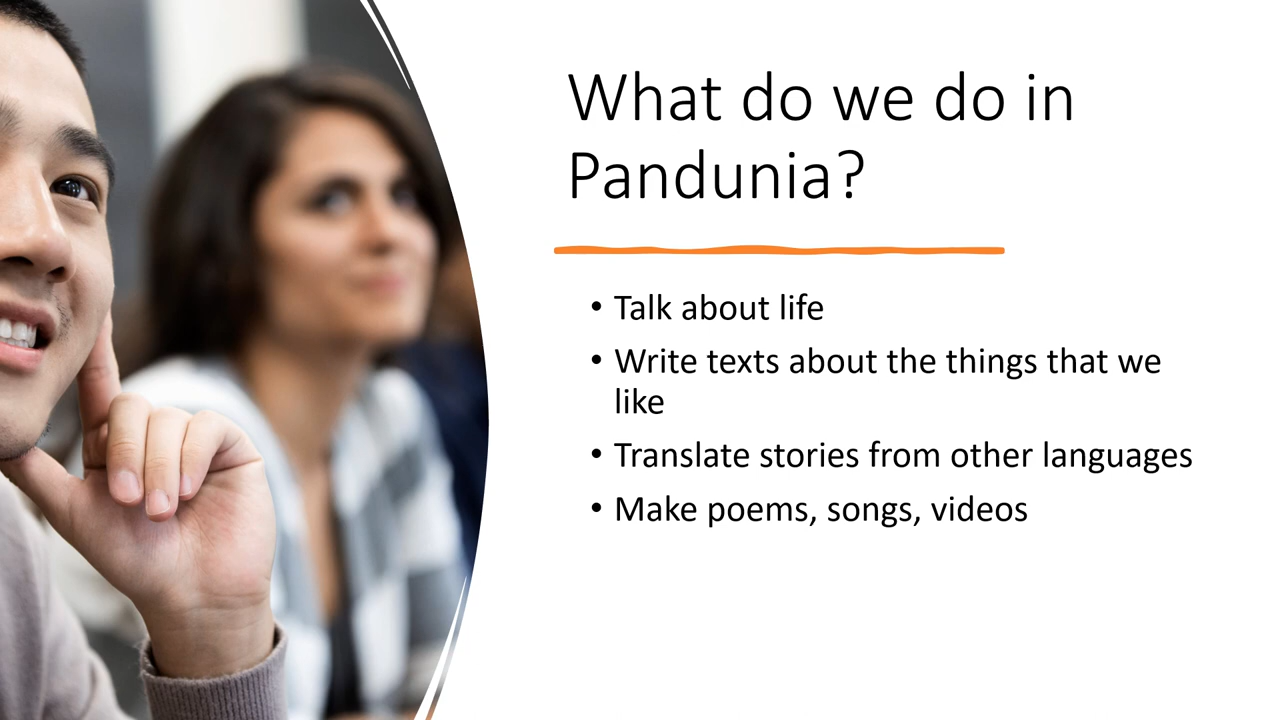 What do we do in
Pandunia?
• Talk about life
• Write texts about the things that we
like
• Translate stories from other languages
• Make poems, songs, videos